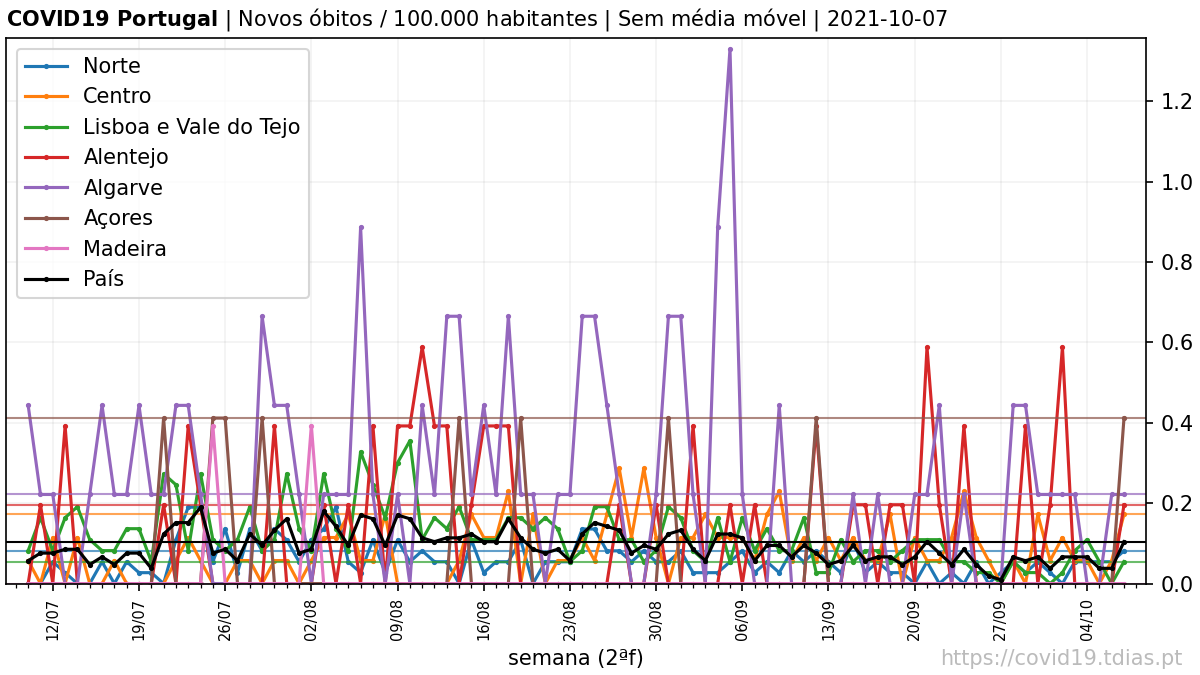 COVID19 Portugal | Novos óbitos / 100.000 habitantes | Sem média móvel | 2021-10-07
Norte
Centro
Lisboa e Vale do Tejo
Alentejo
Algarve
Açores
Madeira
País
1.2
1.0
0.8
0.6
0.4
0.2
0.0
12/07
19/07
26/07
02/08
09/08
16/08
23/08
30/08
06/09
13/09
20/09
27/09
04/10
semana (2ªf)
https://covid19.tdias.pt